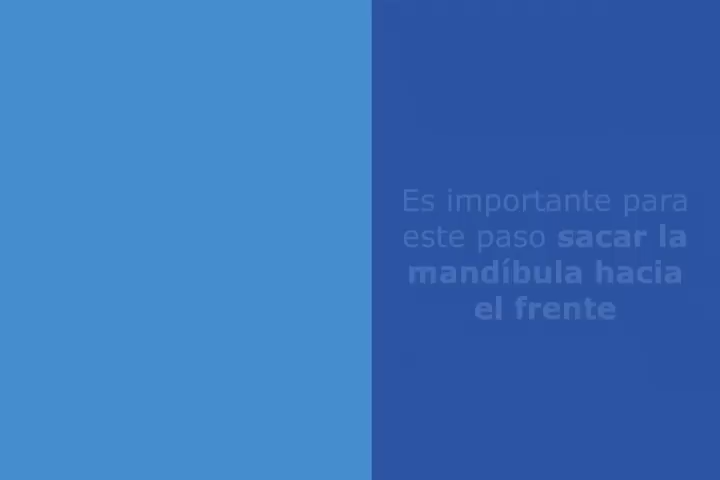 Es importante para
este paso sacar la
mandíbula hacia
el frente